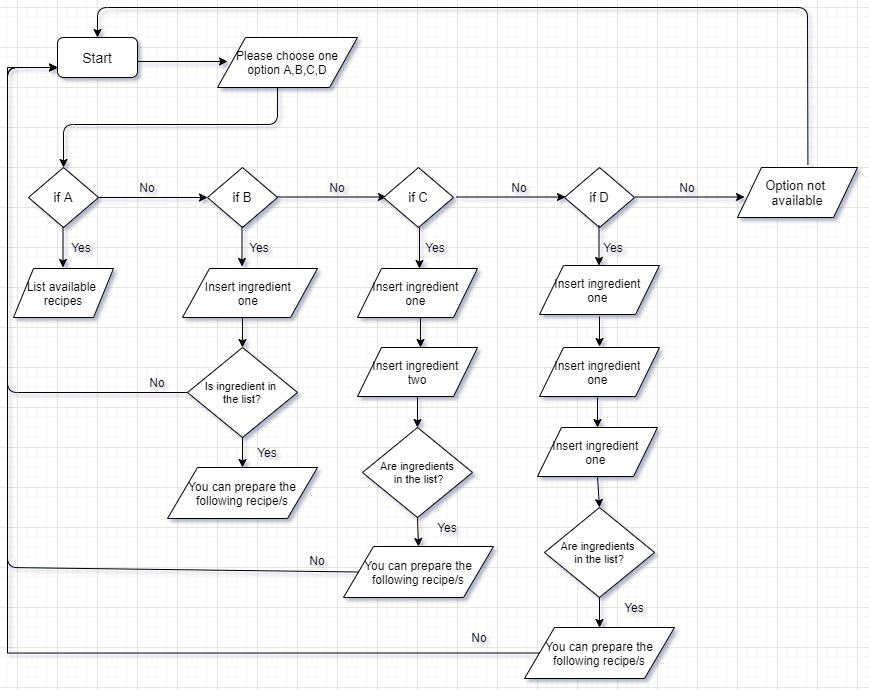 Start
Please choose one
option A,B,C,D
if A
No
if B
No
if C
No
if D
No
Option not
available
Yes
Yes
Yes
Yes
List available
recipes
Insert ingredient
one
Insert ingredient
one
Insert ingredient
one
Insert ingredient
two
Insert ingredient
one
No
Is ingredient in
the list?
Insert ingredient
one
Yes
Are ingredients
in the list?
You can prepare the
following recipe/s
Yes
Are ingredients
in the list?
No
You can prepare the
following recipe/s
Yes
No
You can prepare the
following recipe/s